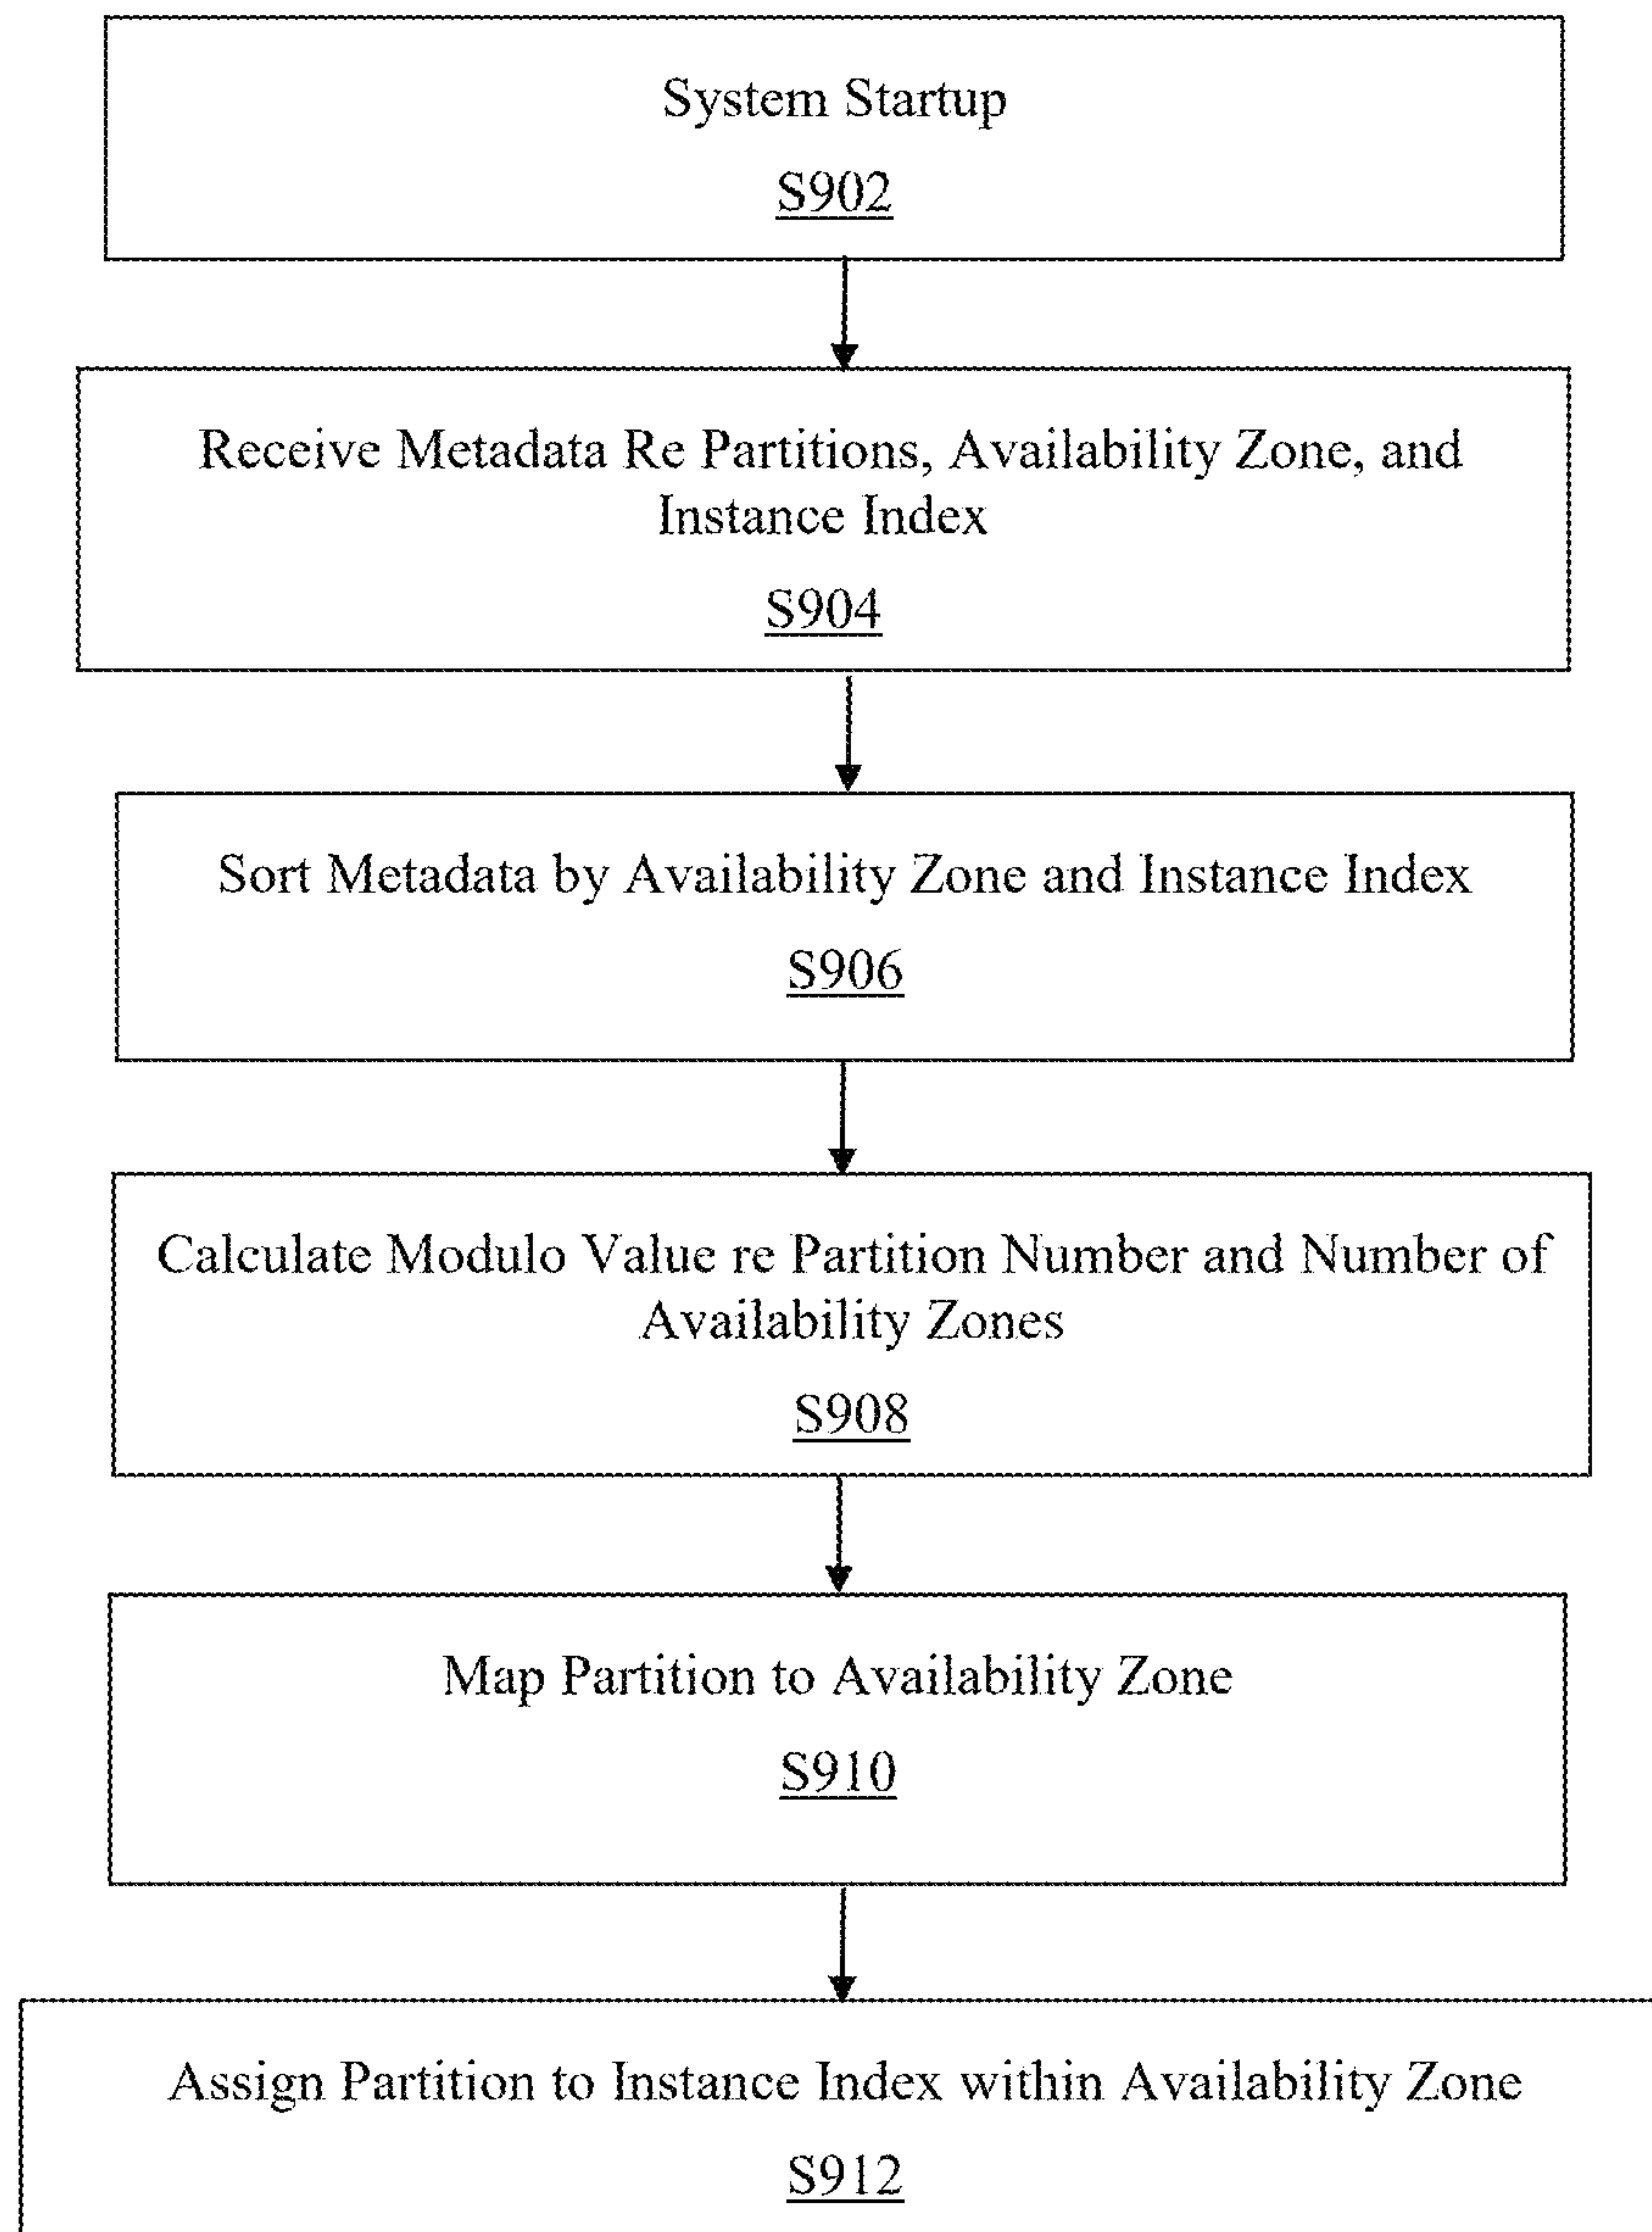 System Startup
S902
Receive Metadata Re Partitions, Availability Zone, and
Instance Index
S904
Sort Metadata by Availability Zone and Instance Index
S906
Calculate Modulo Value re Partition Number and Number of
Availability Zones
S908
Map Partition to Availability Zone
S910
Assign Partition to Instance Index within Availability Zone
S912